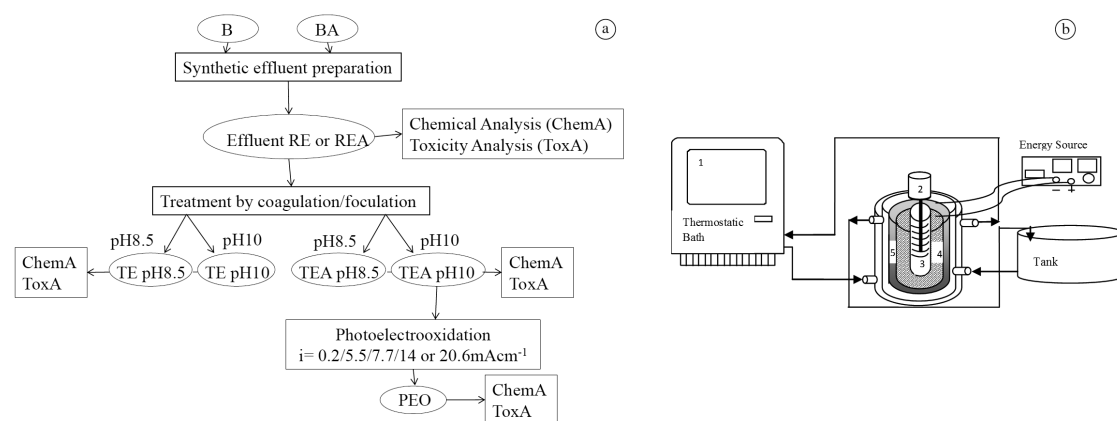 a
B
BA
Synthetic effluent preparation
Effluent RE or REA
Chemical Analysis (ChemA)
Toxicity Analysis (ToxA)
Treatment by coagulation/foculation
pH8.5
pH10
pH8.5
pH10
ChemA
ToxA
TE pH8.5
TE pH10
TEA pH8.5
TEA pH10
ChemA
ToxA
Photoelectrooxidation
i= 0.2/5.5/7.7/14 or 20.6mAcm⁻¹
PEO
ChemA
ToxA
b
1
Thermostatic
Bath
2
5
3
4
Energy Source
− +
Tank